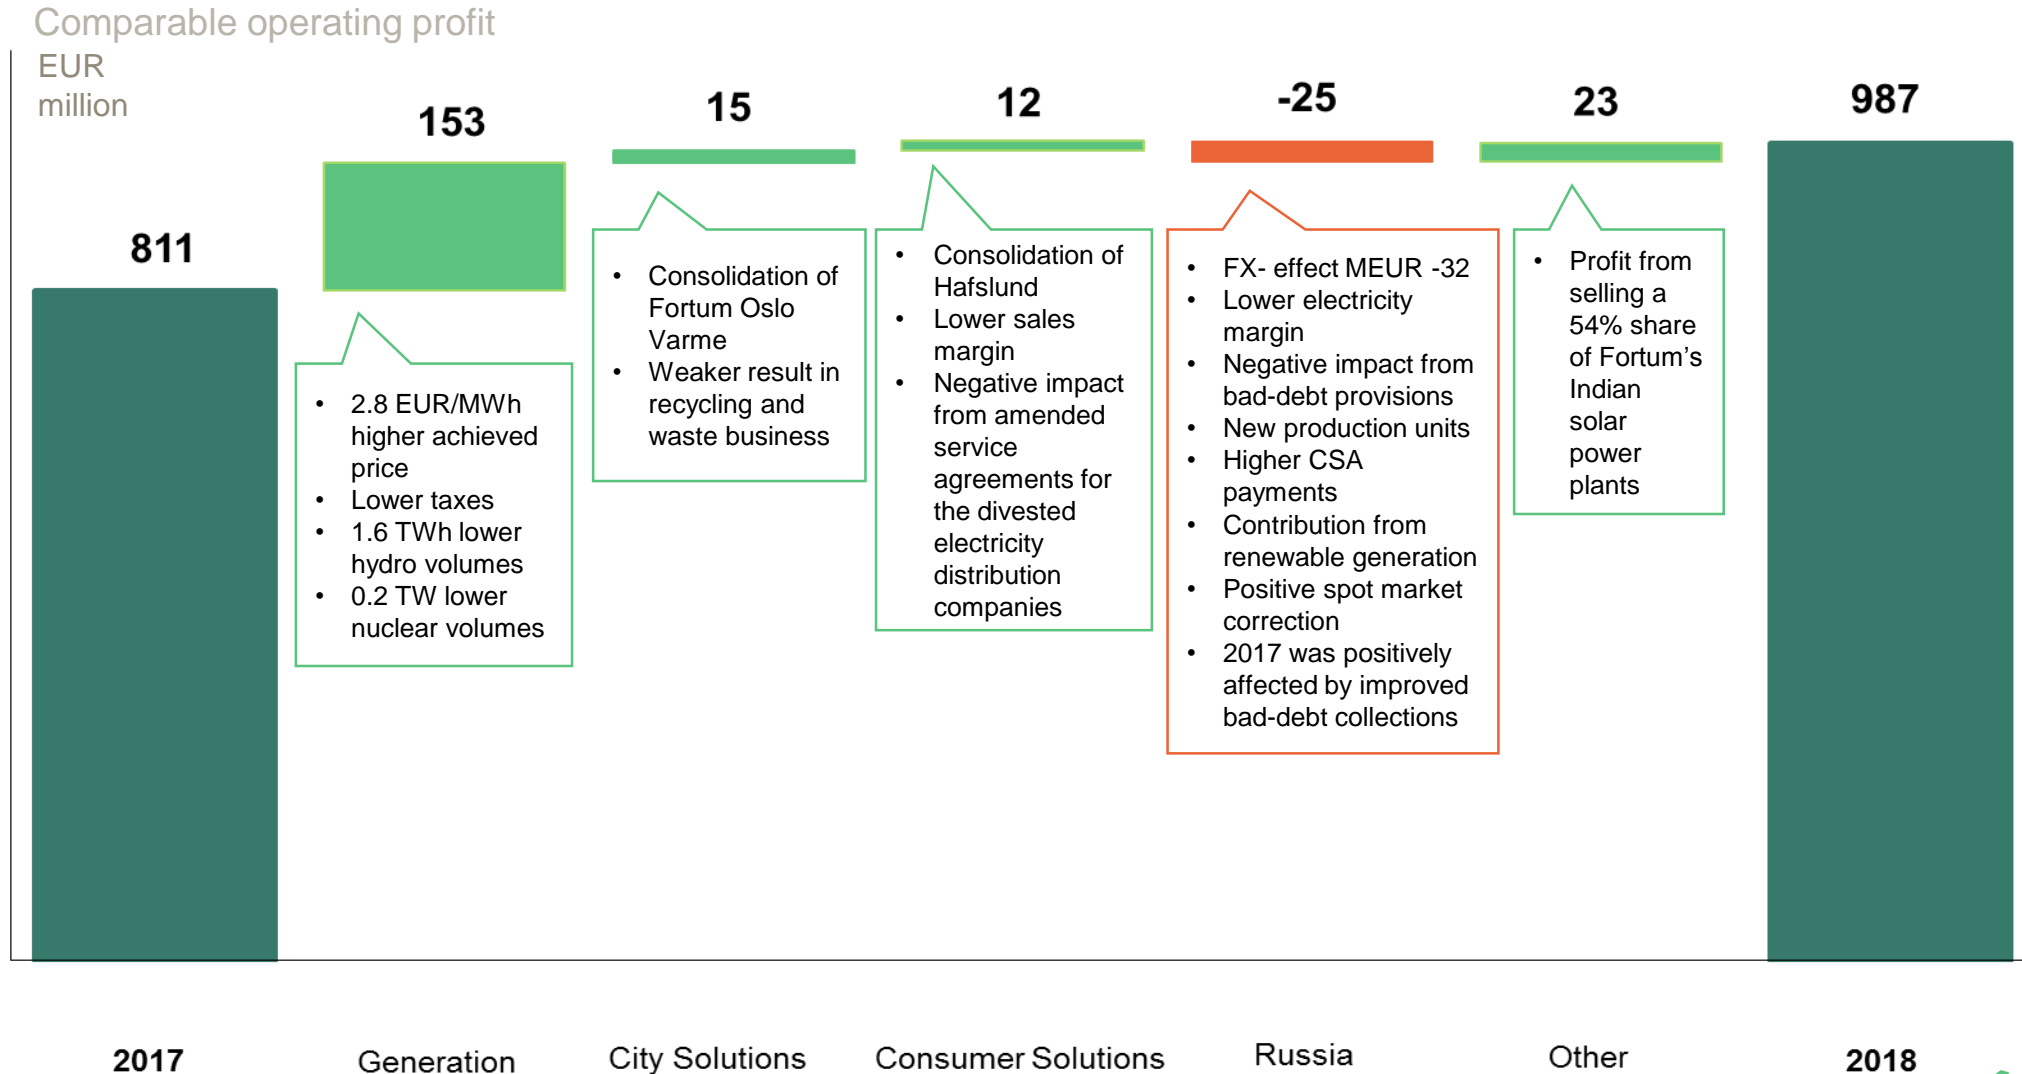 Comparable operating profit
EUR
million
811
153
15
12
-25
23
987
• 2.8 EUR/MWh
higher achieved
price
• Lower taxes
• 1.6 TWh lower
hydro volumes
• 0.2 TW lower
nuclear volumes
• Consolidation of
Fortum Oslo
Varme
• Weaker result in
recycling and
waste business
• Consolidation of
Hafslund
• Lower sales
margin
• Negative impact
from amended
service
agreements for
the divested
electricity
distribution
companies
• FX- effect MEUR -32
• Lower electricity
margin
• Negative impact from
bad-debt provisions
• New production units
• Higher CSA
payments
• Contribution from
renewable generation
• Positive spot market
correction
• 2017 was positively
affected by improved
bad-debt collections
• Profit from
selling a
54% share
of Fortum’s
Indian
solar
power
plants
2017
Generation
City Solutions
Consumer Solutions
Russia
Other
2018